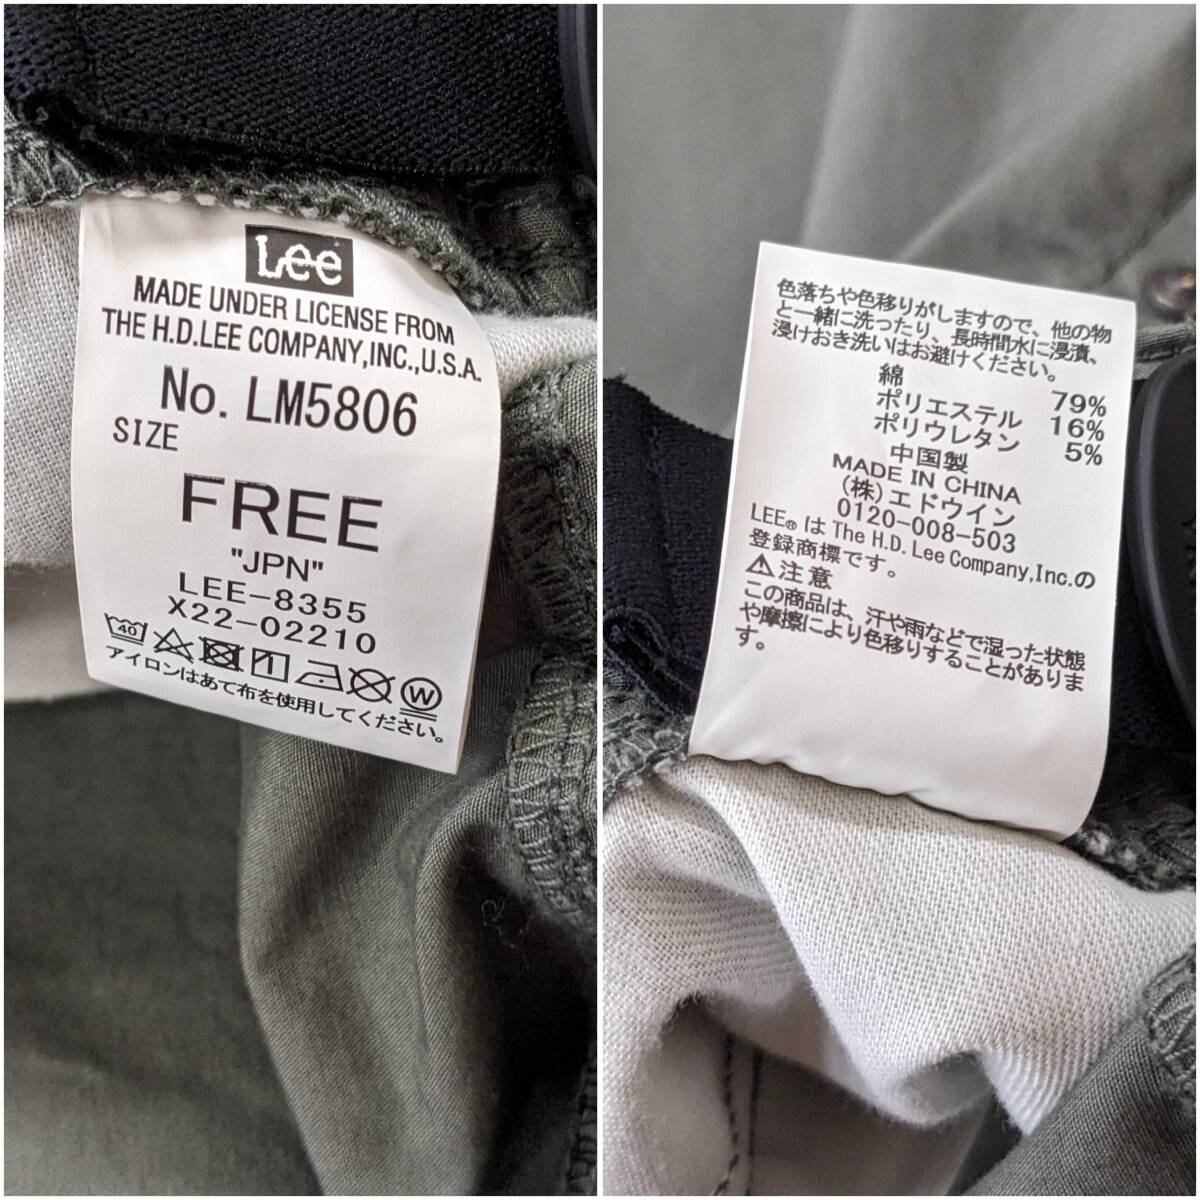 Lee
MADE UNDER LICENSE FROM
THE H.D.LEE COMPANY,INC.,U.S.A.
No. LM5806
SIZE
FREE
"JPN"
LEE-8355
X22-02210
40
W
アイロンはあて布を使用してください。
色落ちや色移りがしますので、他の物
と一緒に洗ったり、長時間水に浸漬、
浸けおき洗いはお避けください。
綿 79%
ポリエステル 16%
ポリウレタン 5%
中国製
MADE IN CHINA
(株)エドウイン
0120-008-503
LEE® は The H.D. Lee Company,Inc.の
登録商標です。
⚠注意
この商品は、汗や雨などで湿った状態
や摩擦により色移りすることがありま
す。